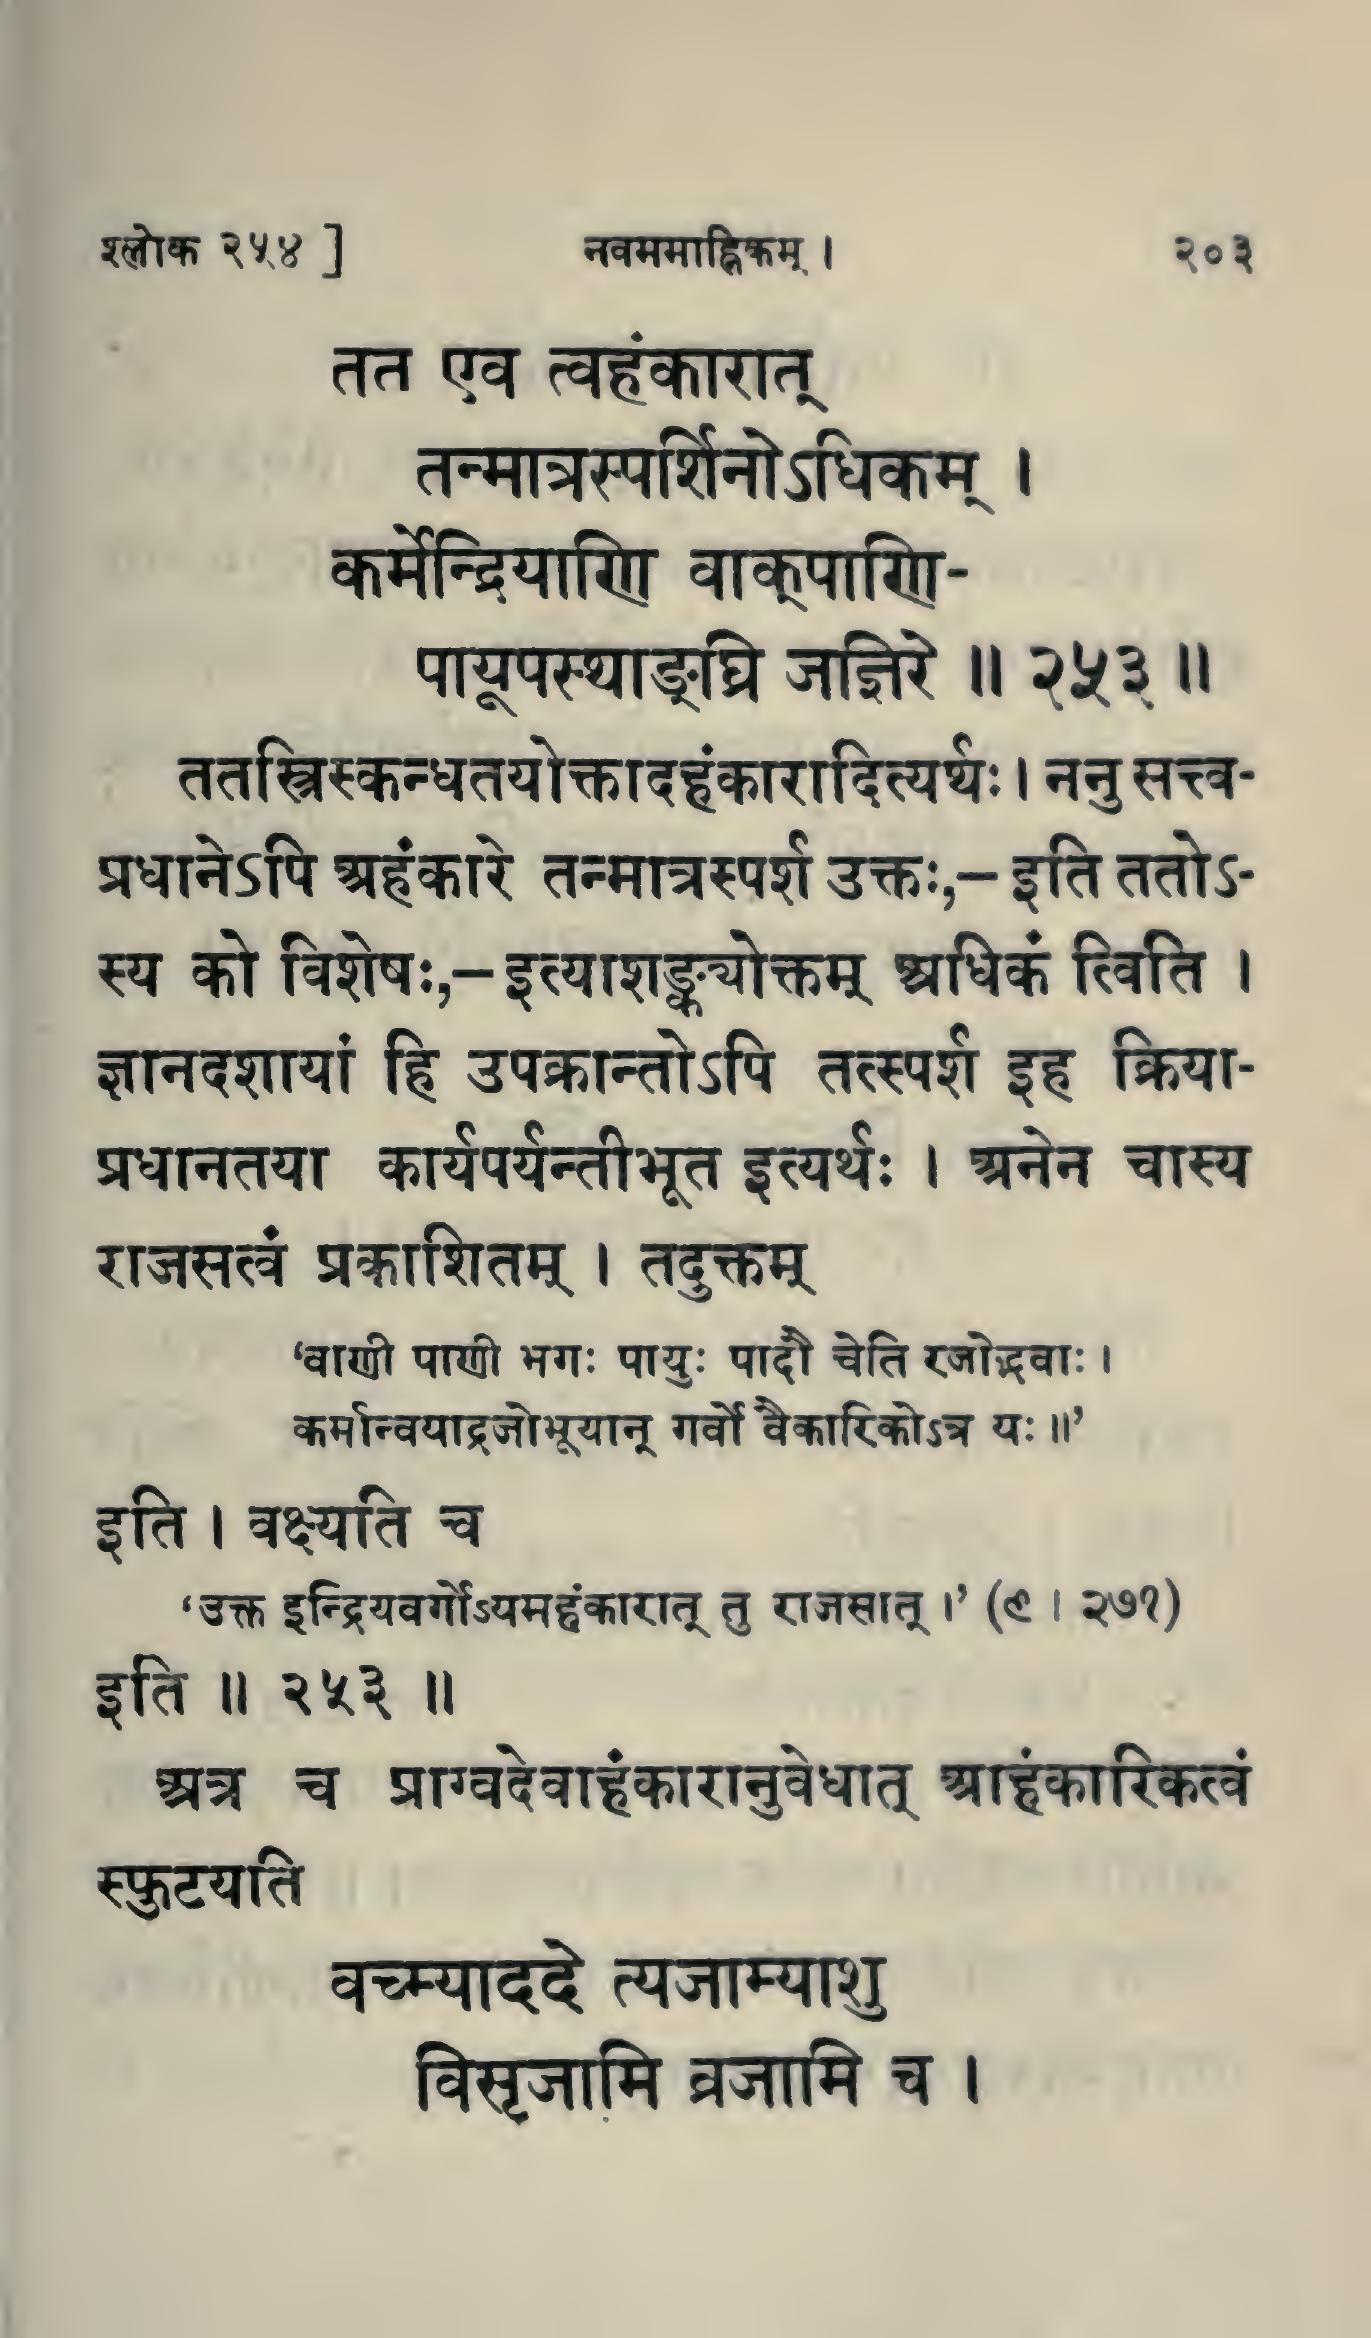 श्लोक २५४ ] नवममाह्निकम् । २०३
तत एव त्वहंकारात्
तन्मात्रस्पर्शिनोऽधिकम् ।
कर्मेन्द्रियाणि वाक्पाणि-
पायूपस्थाङ्घ्रि जज्ञिरे ॥ २५३ ॥
ततस्त्रिस्कन्धतयोक्तादहंकारादित्यर्थः । ननु सत्त्व-
प्रधानेऽपि अहंकारे तन्मात्रस्पर्श उक्तः,—इति ततोऽ-
स्य को विशेषः,—इत्याशङ्क्योक्तम् अधिकं त्विति ।
ज्ञानदशायां हि उपक्रान्तोऽपि तत्स्पर्श इह क्रिया-
प्रधानतया कार्यपर्यन्तीभूत इत्यर्थः । अनेन चास्य
राजसत्वं प्रकाशितम् । तदुक्तम्
‘वाणी पाणी भगः पायुः पादौ चेति रजोद्भवाः ।
कर्मान्वयाद्रजोभूयान् गर्वो वैकारिकोऽत्र यः ॥’
इति । वक्ष्यति च
‘उक्त इन्द्रियवर्गोऽयमहंकारात् तु राजसात् ।’ (९ । २७१)
इति ॥ २५३ ॥
अत्र च प्राग्वदेवाहंकारानुवेधात् आहंकारिकत्वं
स्फुटयति
वच्म्याददे त्यजाम्याशु
विसृजामि व्रजामि च ।